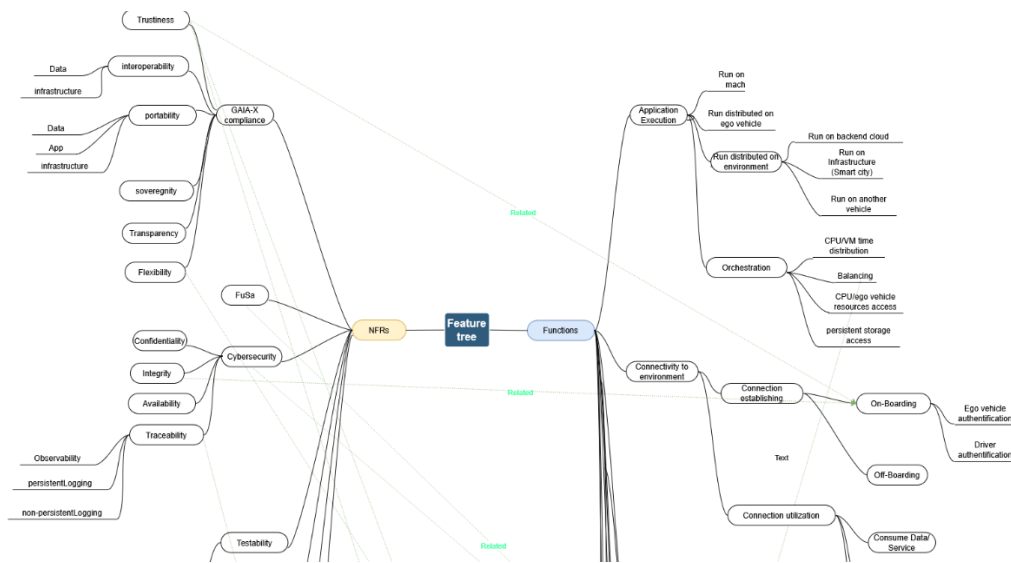 Trustiness
interoperability
Data
infrastructure
GAIA-X
compliance
portability
Data
App
infrastructure
soveregnity
Transparency
Flexibility
FuSa
NFRs
Feature
tree
Functions
Confidentiality
Cybersecurity
Integrity
Availability
Traceability
Observability
persistentLogging
non-persistentLogging
Testability
Related
Related
Related
Application
Execution
Run on
mach
Run distributed on
ego vehicle
Run distributed on
environment
Run on backend cloud
Run on
Infrastructure
(Smart city)
Run on another
vehicle
Orchestration
CPU/VM time
distribution
Balancing
CPU/ego vehicle
resources access
persistent storage
access
Connectivity to
environment
Connection
establishing
On-Boarding
Ego vehicle
authentification
Driver
authentification
Text
Off-Boarding
Connection utilization
Consume Data/
Service